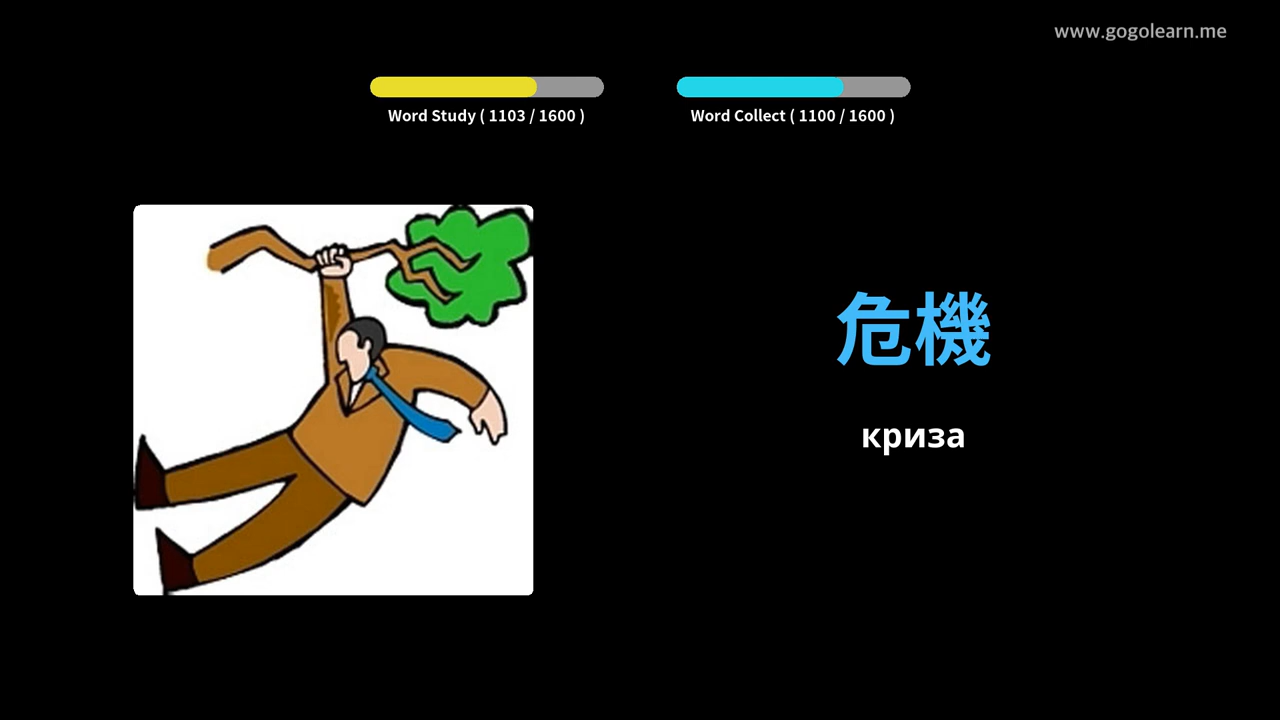 www.gogolearn.me
Word Study ( 1103 / 1600 )
Word Collect ( 1100 / 1600 )
危機
криза